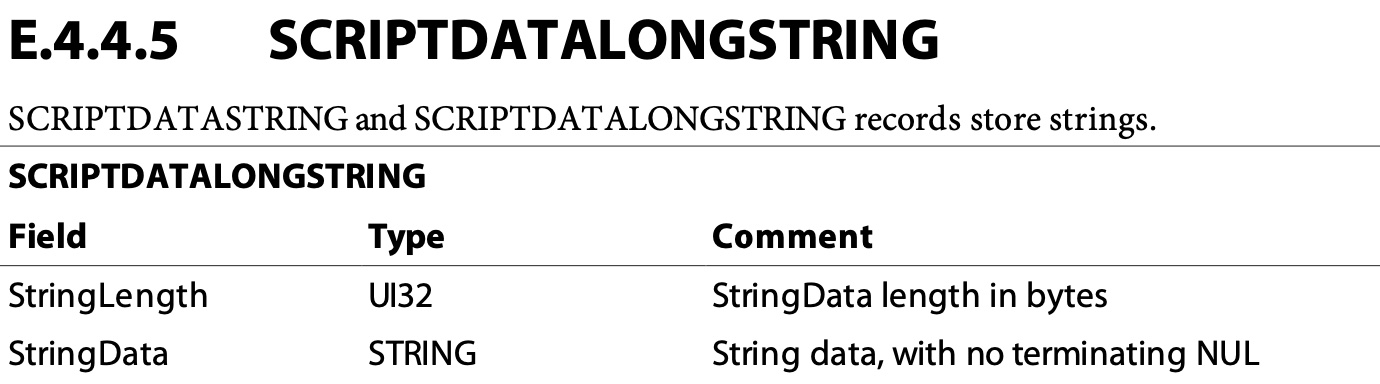 E.4.4.5 SCRIPTDATALONGSTRING
SCRIPTDATASTRING and SCRIPTDATALONGSTRING records store strings.
SCRIPTDATALONGSTRING
Field Type Comment
StringLength UI32 StringData length in bytes
StringData STRING String data, with no terminating NUL